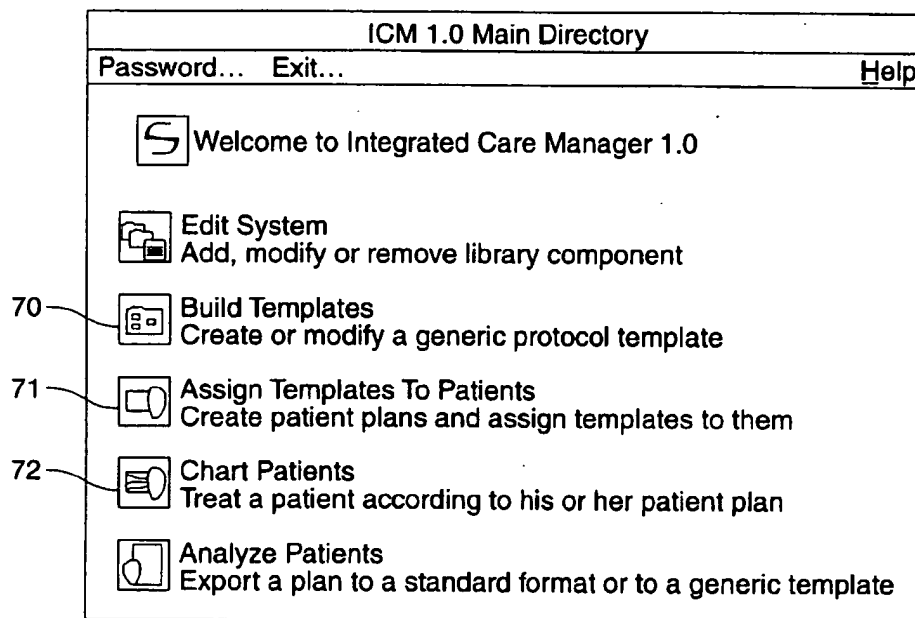 ICM 1.0 Main Directory
Password... Exit... Help
S Welcome to Integrated Care Manager 1.0
Edit System
Add, modify or remove library component
70 Build Templates
Create or modify a generic protocol template
71 Assign Templates To Patients
Create patient plans and assign templates to them
72 Chart Patients
Treat a patient according to his or her patient plan
Analyze Patients
Export a plan to a standard format or to a generic template